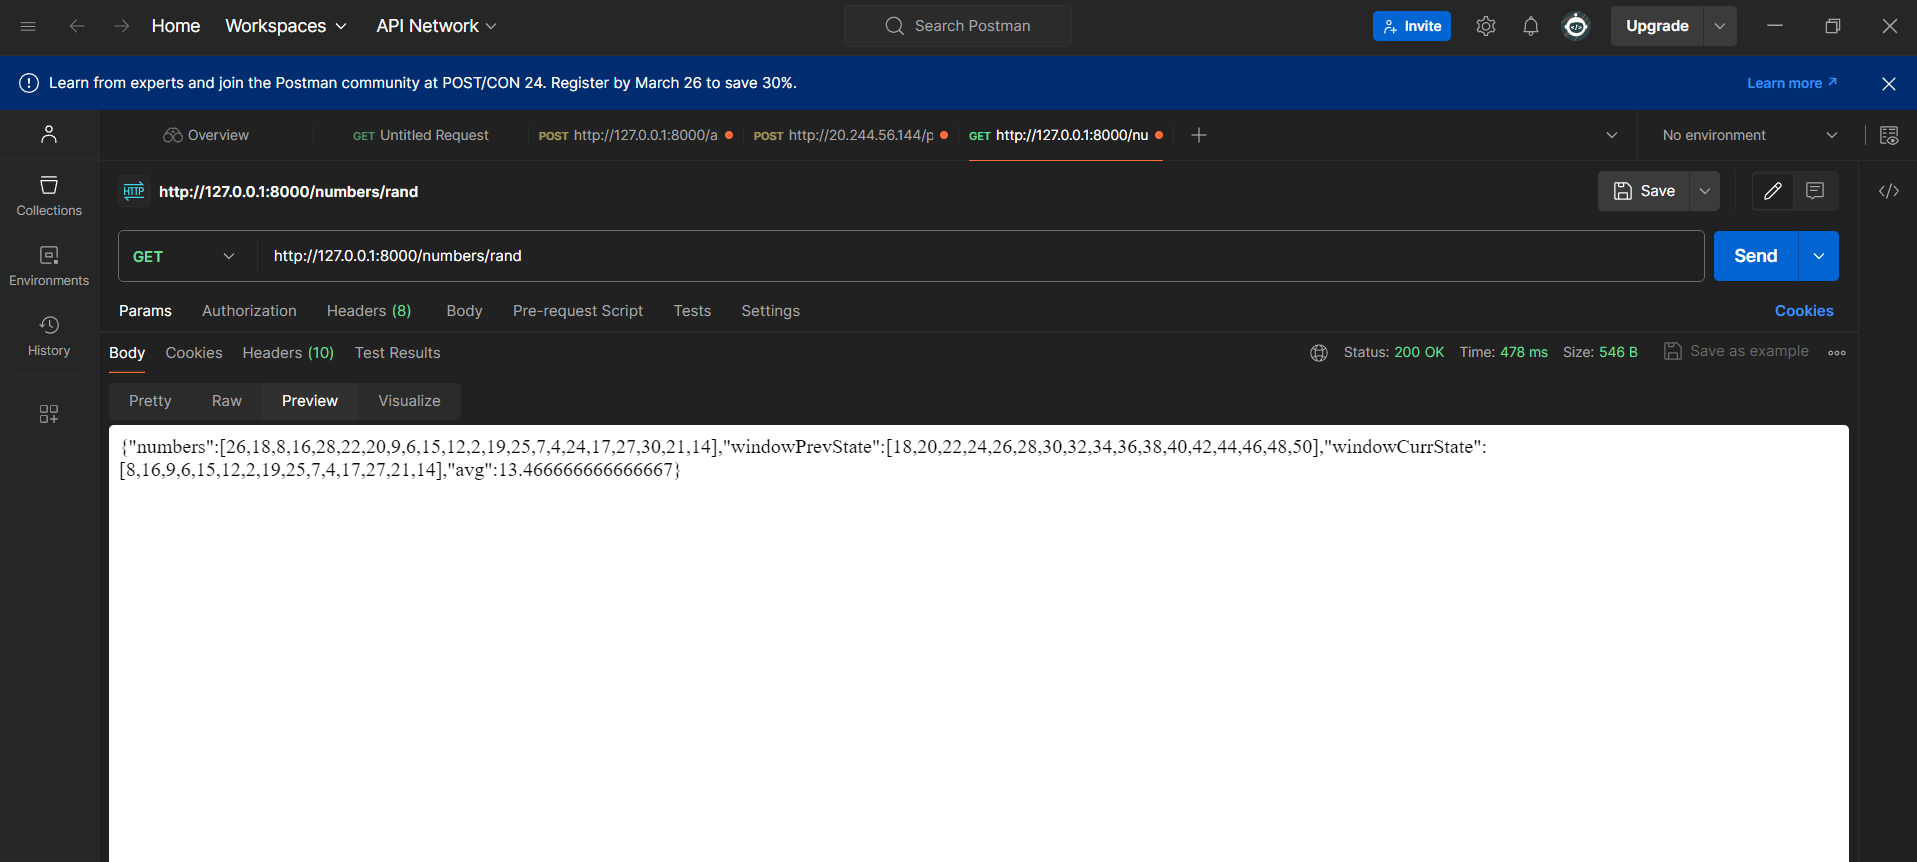 Home Workspaces API Network Search Postman Invite Upgrade
Learn from experts and join the Postman community at POST/CON 24. Register by March 26 to save 30%. Learn more
Overview GET Untitled Request POST http://127.0.0.1:8000/a POST http://20.244.56.144/p GET http://127.0.0.1:8000/nu No environment
HTTP http://127.0.0.1:8000/numbers/rand Save
Collections
GET http://127.0.0.1:8000/numbers/rand Send
Environments
Params Authorization Headers (8) Body Pre-request Script Tests Settings Cookies
History
Body Cookies Headers (10) Test Results Status: 200 OK Time: 478 ms Size: 546 B Save as example
Pretty Raw Preview Visualize
{"numbers":[26,18,8,16,28,22,20,9,6,15,12,2,19,25,7,4,24,17,27,30,21,14],"windowPrevState":[18,20,22,24,26,28,30,32,34,36,38,40,42,44,46,48,50],"windowCurrState":
[8,16,9,6,15,12,2,19,25,7,4,17,27,21,14],"avg":13.466666666666667}